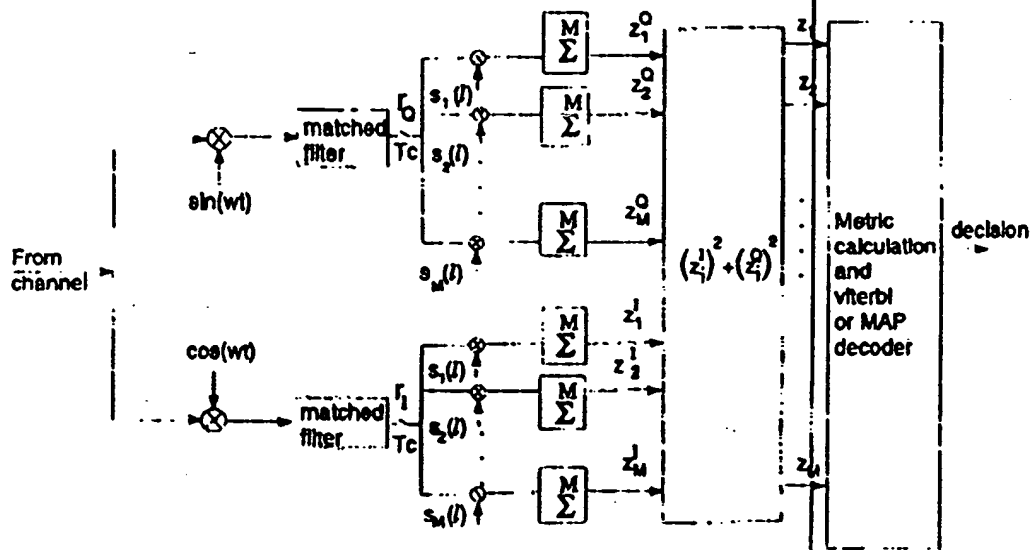 M
Σ
z_1^Q
z_1
s_1(l)
M
Σ
z_2^Q
r_Q
matched
filter
Tc
s_2(l)
sin(wt)
M
Σ
z_M^Q
s_M(l)
From
channel
(z_i^I)^2 + (z_i^Q)^2
Metric
calculation
and
viterbi
or MAP
decoder
decision
M
Σ
z_1^I
cos(wt)
s_1(l)
M
Σ
z_2^I
r_I
matched
filter
Tc
s_2(l)
M
Σ
z_M^I
z_M
s_M(l)